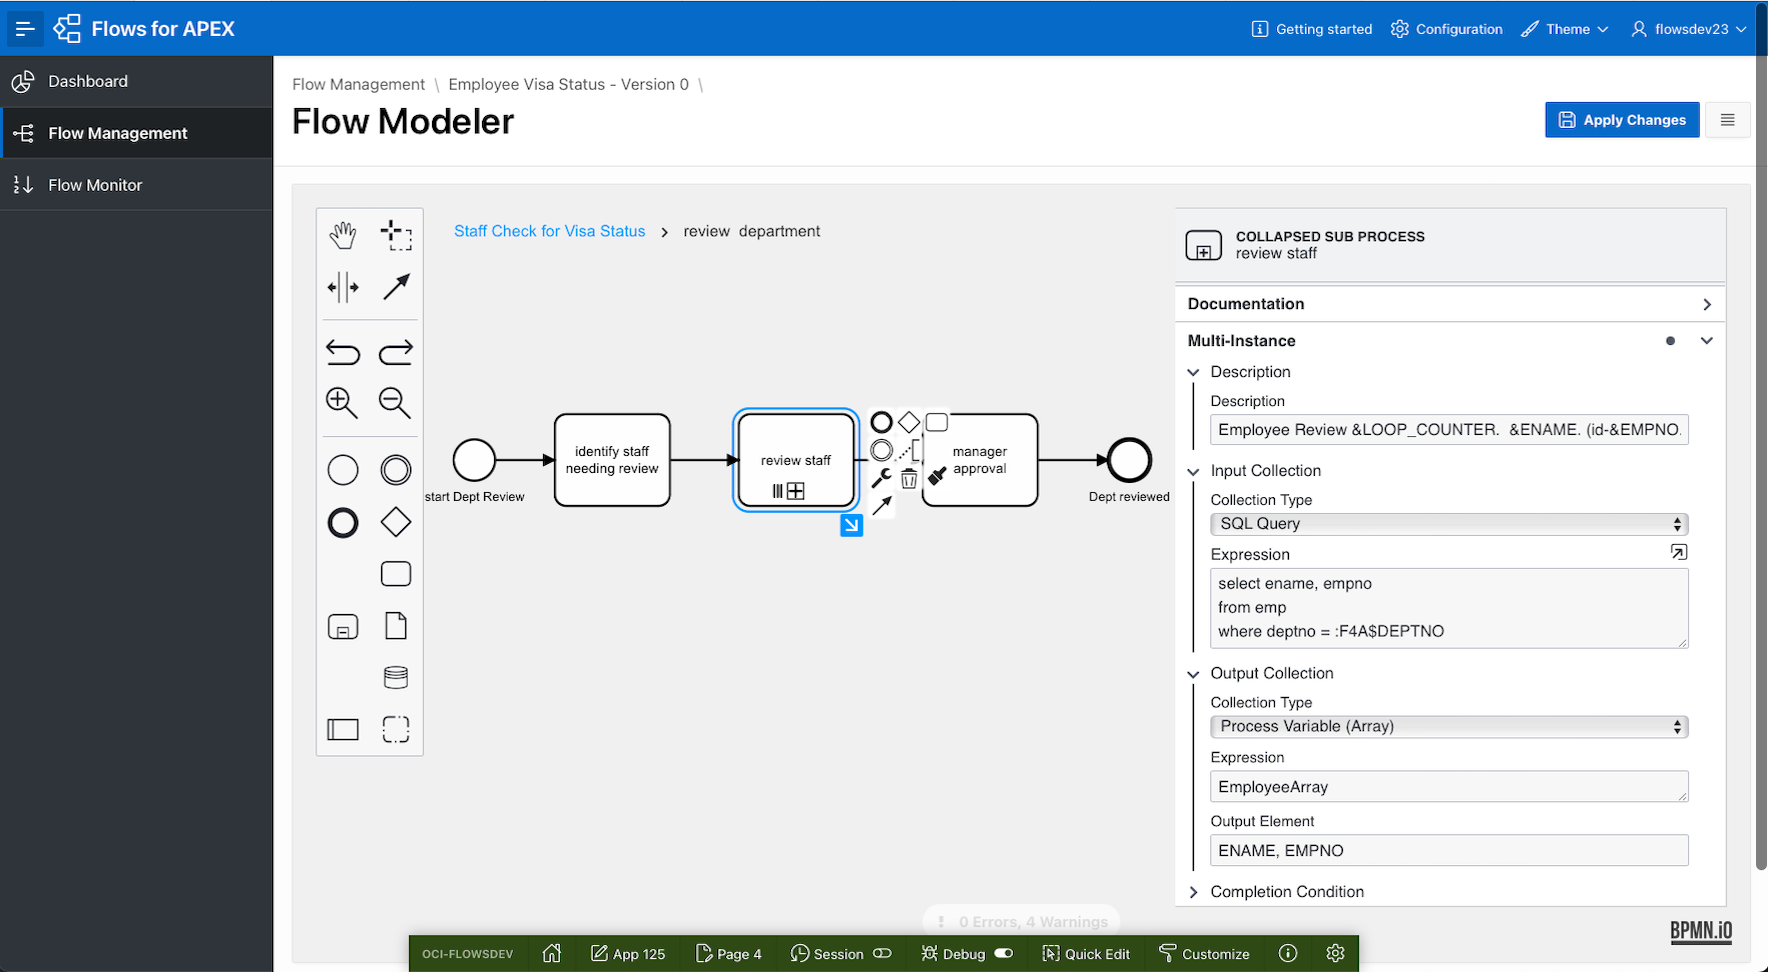 Flows for APEX
Getting started
Configuration
Theme
flowsdev23
Dashboard
Flow Management
Flow Monitor
Flow Management \ Employee Visa Status - Version 0 \
Flow Modeler
Apply Changes
Staff Check for Visa Status > review department
start Dept Review
identify staff
needing review
review staff
manager
approval
Dept reviewed
COLLAPSED SUB PROCESS
review staff
Documentation
Multi-Instance
Description
Description
Employee Review &LOOP_COUNTER. &ENAME. (id-&EMPNO.
Input Collection
Collection Type
SQL Query
Expression
select ename, empno
from emp
where deptno = :F4A$DEPTNO
Output Collection
Collection Type
Process Variable (Array)
Expression
EmployeeArray
Output Element
ENAME, EMPNO
Completion Condition
! 0 Errors, 4 Warnings
BPMN.iO
OCI-FLOWSDEV
App 125
Page 4
Session
Debug
Quick Edit
Customize